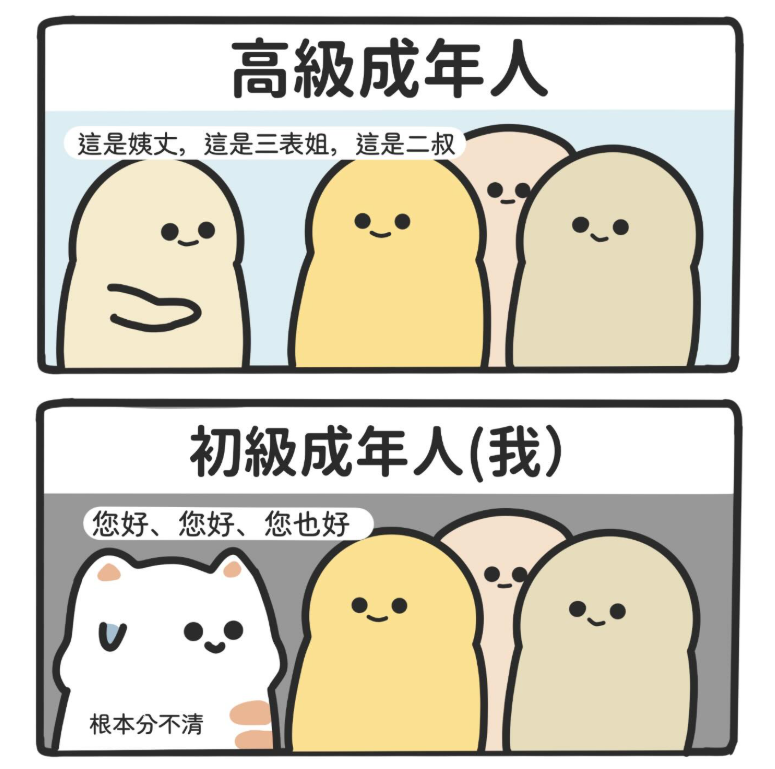 高級成年人
這是姨丈，這是三表姐，這是二叔
初級成年人(我）
您好、您好、您也好
根本分不清